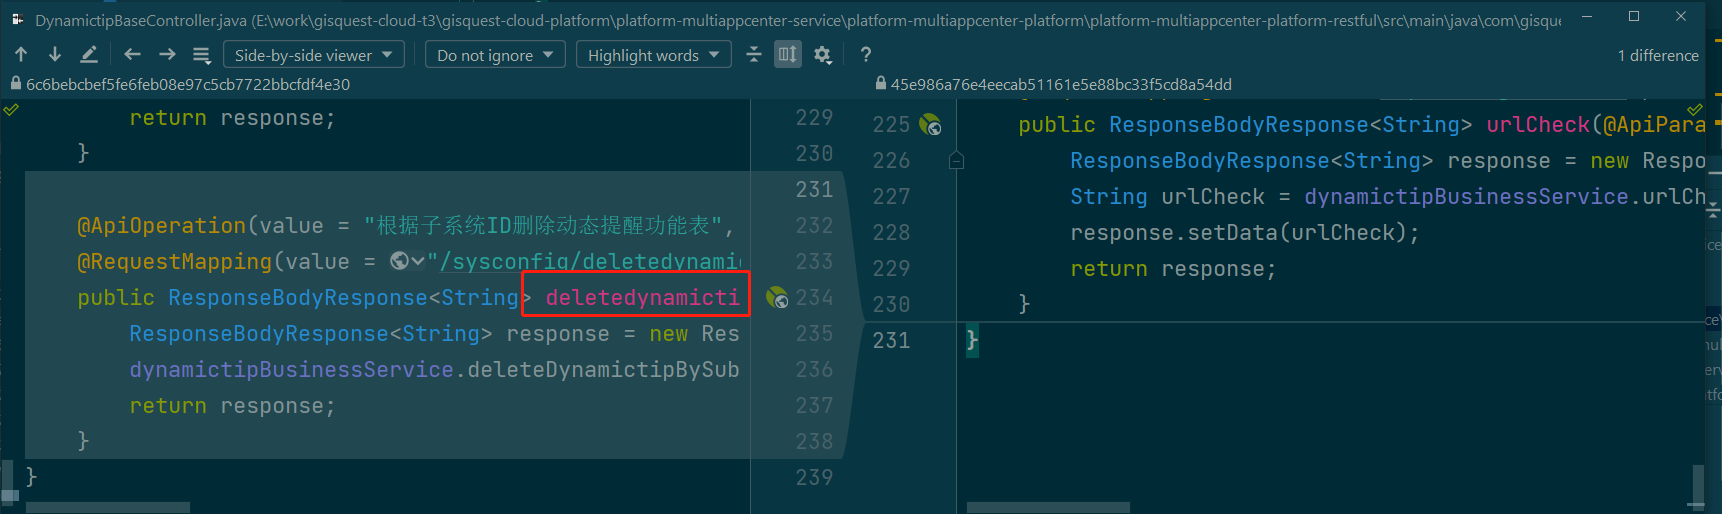 DynamictipBaseController.java (E:\work\gisquest-cloud-t3\gisquest-cloud-platform\platform-multiappcenter-service\platform-multiappcenter-platform\platform-multiappcenter-platform-restful\src\main\java\com\gisque
Side-by-side viewer Do not ignore Highlight words ? 1 difference
6c6bebcbef5fe6feb08e97c5cb7722bbcfdf4e30
return response; 229
} 230
231
@ApiOperation(value = "根据子系统ID删除动态提醒功能表", 232
@RequestMapping(value = "/sysconfig/deletedynamic 233
public ResponseBodyResponse<String> deletedynamicti 234
ResponseBodyResponse<String> response = new Res 235
dynamictipBusinessService.deleteDynamictipBySub 236
return response; 237
} 238
} 239
45e986a76e4eecab51161e5e88bc33f5cd8a54dd
225 public ResponseBodyResponse<String> urlCheck(@ApiPara
226 ResponseBodyResponse<String> response = new Respo
227 String urlCheck = dynamictipBusinessService.urlCh
228 response.setData(urlCheck);
229 return response;
230 }
231 }